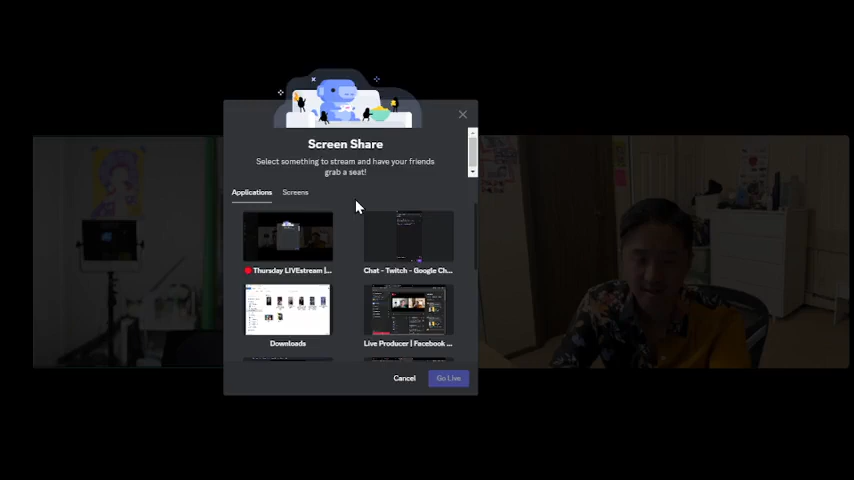 Screen Share
Select something to stream and have your friends
grab a seat!
Applications
Screens
Thursday LIVEstream |...
Chat - Twitch - Google Ch...
Downloads
Live Producer | Facebook ...
Cancel
Go Live